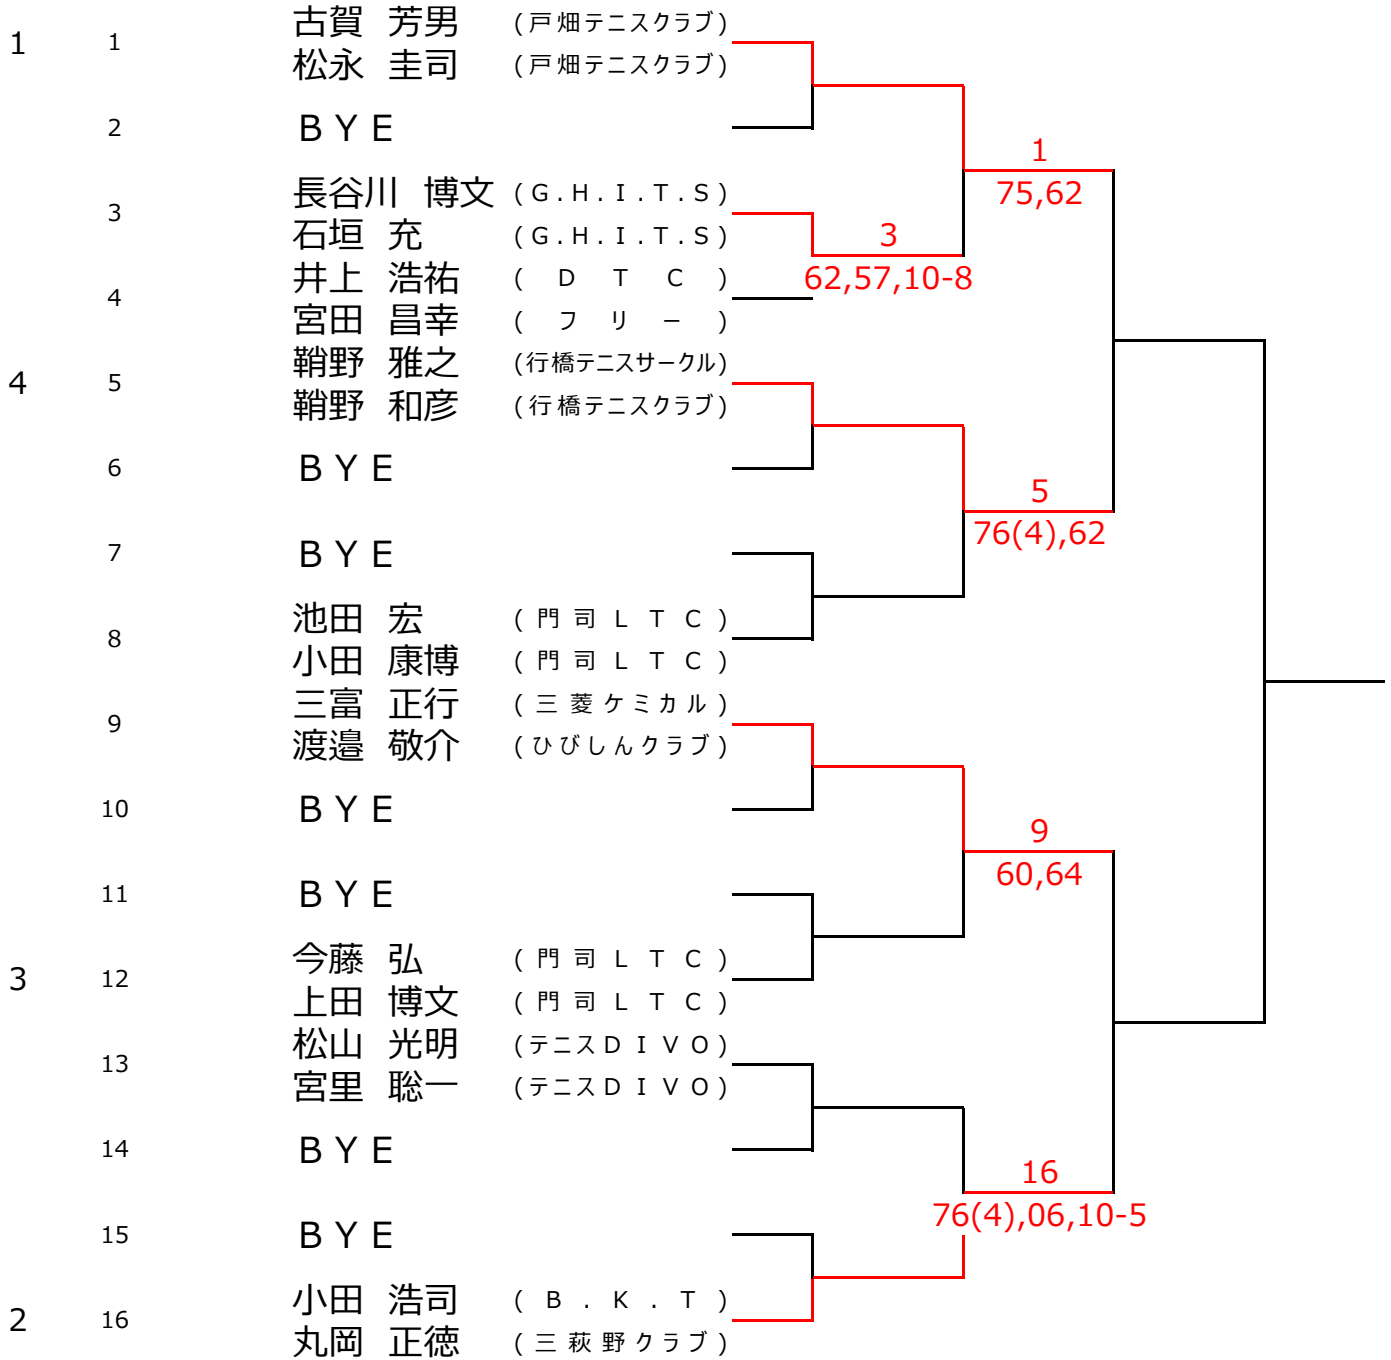 古賀 芳男 (戸畑テニスクラブ)
1 1
松永 圭司 (戸畑テニスクラブ)
2 BYE
1
75,62
長谷川 博文 (G.H.I.T.S)
3
石垣 充 (G.H.I.T.S)
3
62,57,10-8
井上 浩祐 (DTC)
4
宮田 昌幸 (フリー)
鞘野 雅之 (行橋テニスサークル)
4 5
鞘野 和彦 (行橋テニスクラブ)
6 BYE
5
76(4),62
7 BYE
池田 宏 (門司LTC)
8
小田 康博 (門司LTC)
三富 正行 (三菱ケミカル)
9
渡邉 敬介 (ひびしんクラブ)
10 BYE
9
60,64
11 BYE
今藤 弘 (門司LTC)
3 12
上田 博文 (門司LTC)
松山 光明 (テニスDIVO)
13
宮里 聡一 (テニスDIVO)
14 BYE
16
76(4),06,10-5
15 BYE
小田 浩司 (B.K.T)
2 16
丸岡 正徳 (三萩野クラブ)